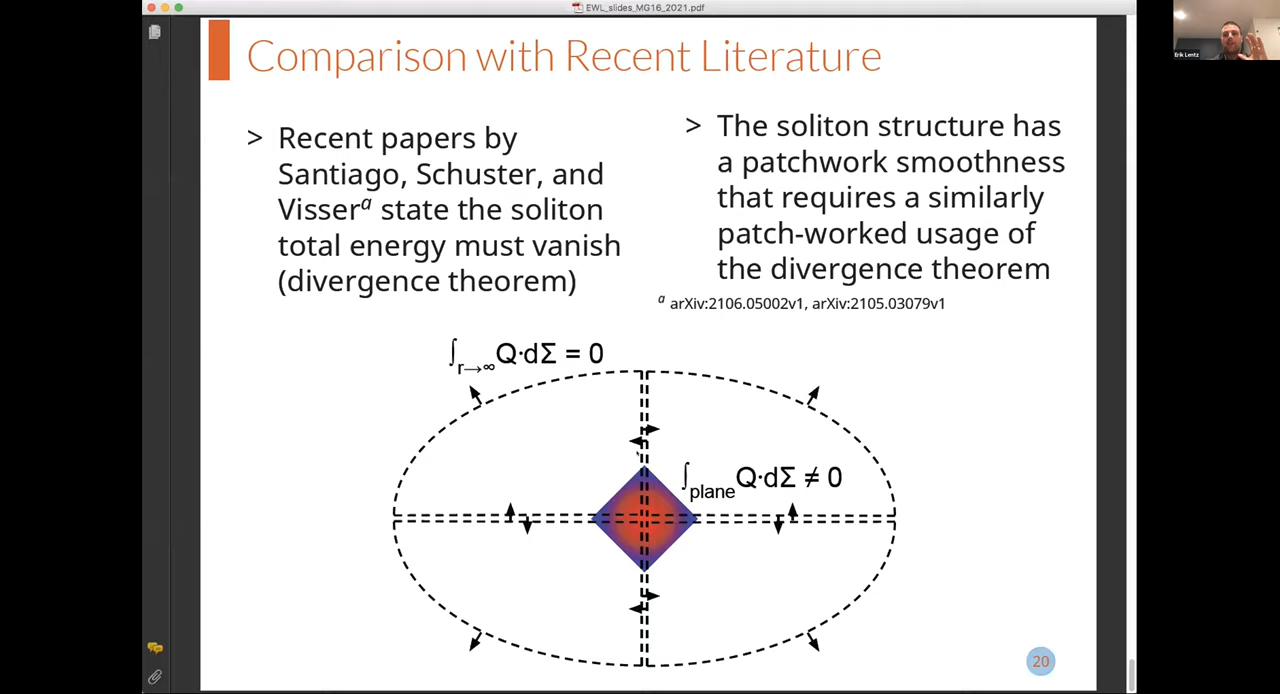 EWL_slides_MG16_2021.pdf
Erik Lentz
Comparison with Recent Literature
> Recent papers by
Santiago, Schuster, and
Visserᵃ state the soliton
total energy must vanish
(divergence theorem)
> The soliton structure has
a patchwork smoothness
that requires a similarly
patch-worked usage of
the divergence theorem
ᵃ arXiv:2106.05002v1, arXiv:2105.03079v1
∫r→∞ Q·dΣ = 0
∫plane Q·dΣ ≠ 0
20